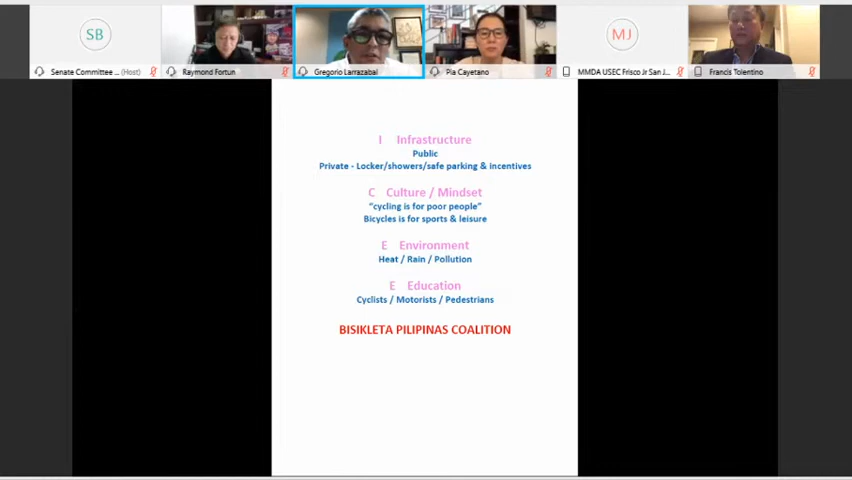 SB
MJ
Senate Committee ... (Host)
Raymond Fortun
Gregorio Larrazabal
Pia Cayetano
MMDA USEC Frisco Jr San J...
Francis Tolentino
I Infrastructure
Public
Private - Locker/showers/safe parking & incentives
C Culture / Mindset
“cycling is for poor people”
Bicycles is for sports & leisure
E Environment
Heat / Rain / Pollution
E Education
Cyclists / Motorists / Pedestrians
BISIKLETA PILIPINAS COALITION